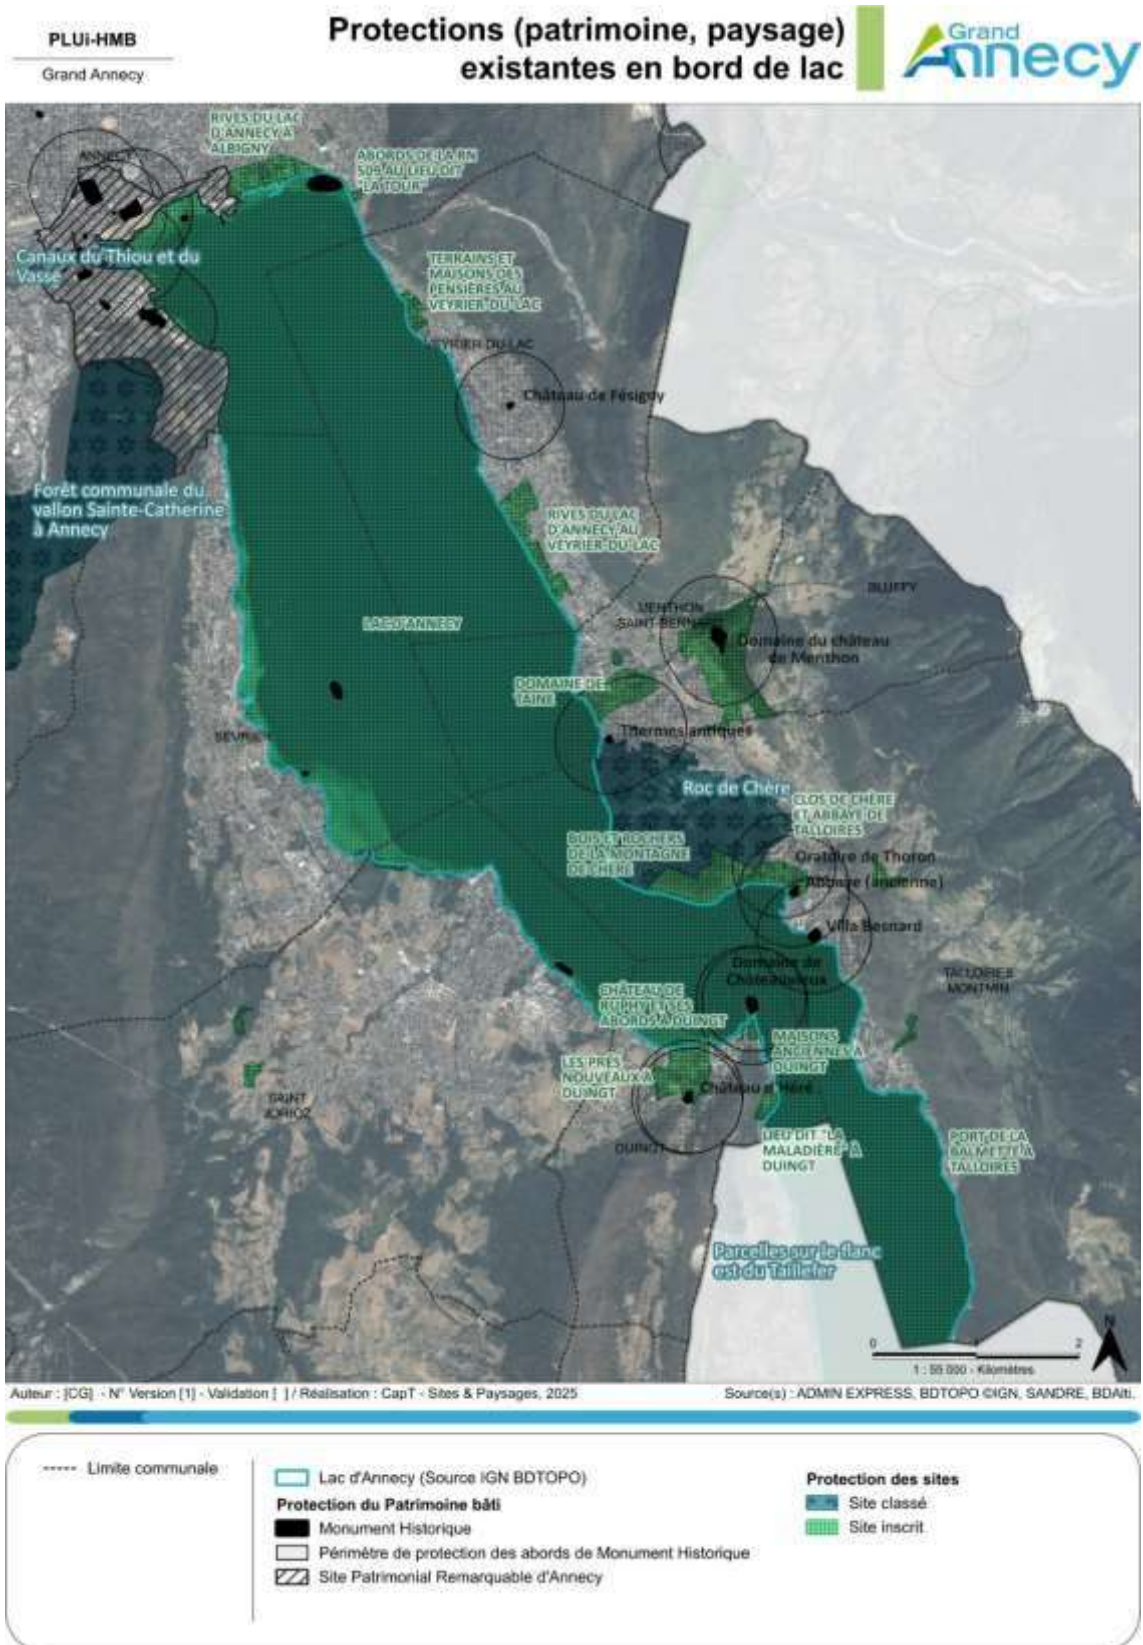 PLUi-HMB
Grand Annecy
Protections (patrimoine, paysage)
existantes en bord de lac
Grand
Annecy
RIVES DU LAC
D'ANNECY À
ALBIGNY
ANNECY
ABORDS DE LA RN
509 AU LIEU DIT
"LA TOUR"
Canaux du Thiou et du
Vassé
TERRAINS ET
MAISONS DES
PENSIÈRES AU
VEYRIER-DU-LAC
VEYRIER-DU-LAC
Château de Fésigny
Forêt communale du
vallon Sainte-Catherine
à Annecy
RIVES DU LAC
D'ANNECY AU
VEYRIER-DU-LAC
BLUFFY
LAC D'ANNECY
MENTHON
SAINT-BERNARD
Domaine du château
de Menthon
DOMAINE DE
TAINE
SEVRIER
Thermes antiques
Roc de Chère
CLOS DE CHÈRE
ET ABBAYE DE
TALLOIRES
BOIS ET ROCHERS
DE LA MONTAGNE
DE CHÈRE
Oratoire de Thoron
Abbaye (ancienne)
Villa Besnard
Domaine de
Châteauvieux
TALLOIRES
MONTMIN
CHÂTEAU DE
RUPHY ET SES
ABORDS À DUINGT
MAISONS
ANCIENNES À
DUINGT
LES PRÉS
NOUVEAUX À
DUINGT
Château d'Héré
SAINT
JORIOZ
DUINGT
LIEU DIT "LA
MALADIÈRE" À
DUINGT
PORT DE LA
BALMETTE À
TALLOIRES
Parcelles sur le flanc
est du Taillefer
N
0 1 2
1 : 55 000 - Kilomètres
Auteur : [CG] - N° Version [1] - Validation [ ] / Réalisation : CapT - Sites & Paysages, 2025
Source(s) : ADMIN EXPRESS, BDTOPO ©IGN, SANDRE, BDAlti.
Limite communale
Lac d'Annecy (Source IGN BDTOPO)
Protection du Patrimoine bâti
Monument Historique
Périmètre de protection des abords de Monument Historique
Site Patrimonial Remarquable d'Annecy
Protection des sites
Site classé
Site inscrit